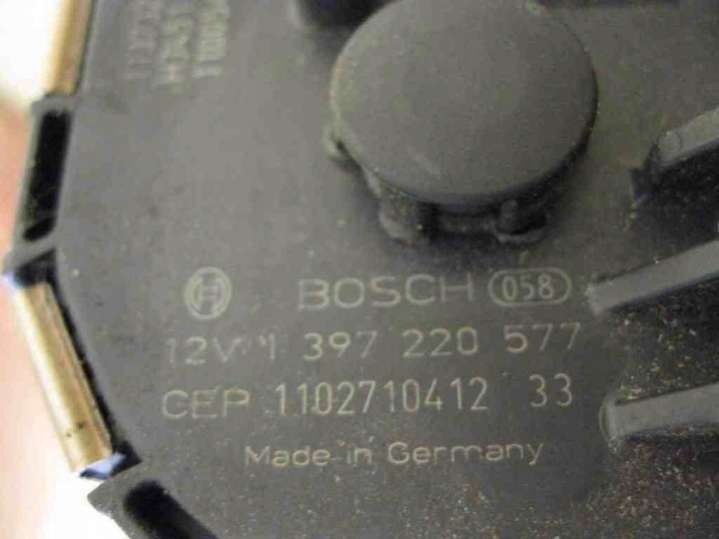 BOSCH 058
12V 1 397 220 577
CEP 1102710412 33
Made in Germany